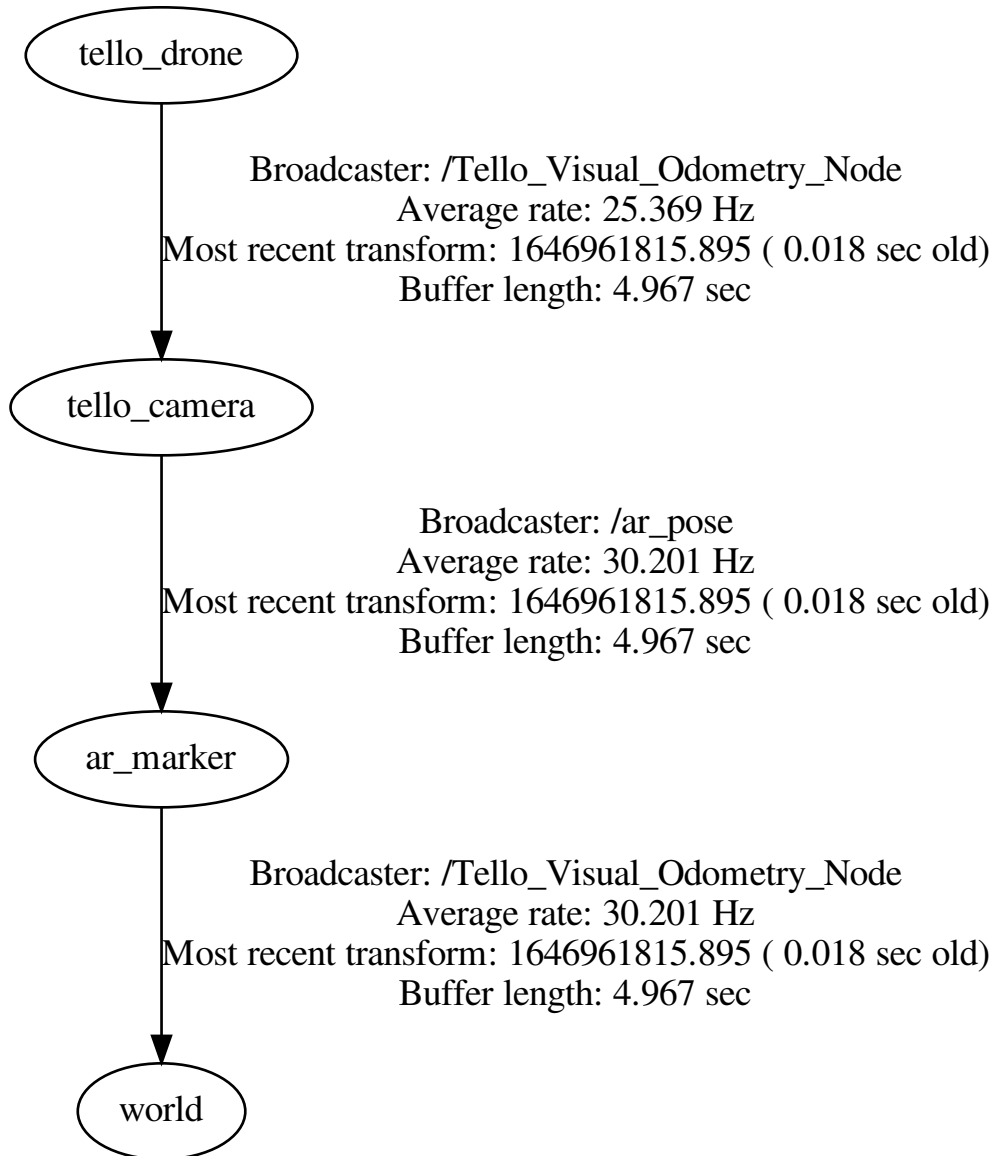 tello_drone
Broadcaster: /Tello_Visual_Odometry_Node
Average rate: 25.369 Hz
Most recent transform: 1646961815.895 ( 0.018 sec old)
Buffer length: 4.967 sec
tello_camera
Broadcaster: /ar_pose
Average rate: 30.201 Hz
Most recent transform: 1646961815.895 ( 0.018 sec old)
Buffer length: 4.967 sec
ar_marker
Broadcaster: /Tello_Visual_Odometry_Node
Average rate: 30.201 Hz
Most recent transform: 1646961815.895 ( 0.018 sec old)
Buffer length: 4.967 sec
world